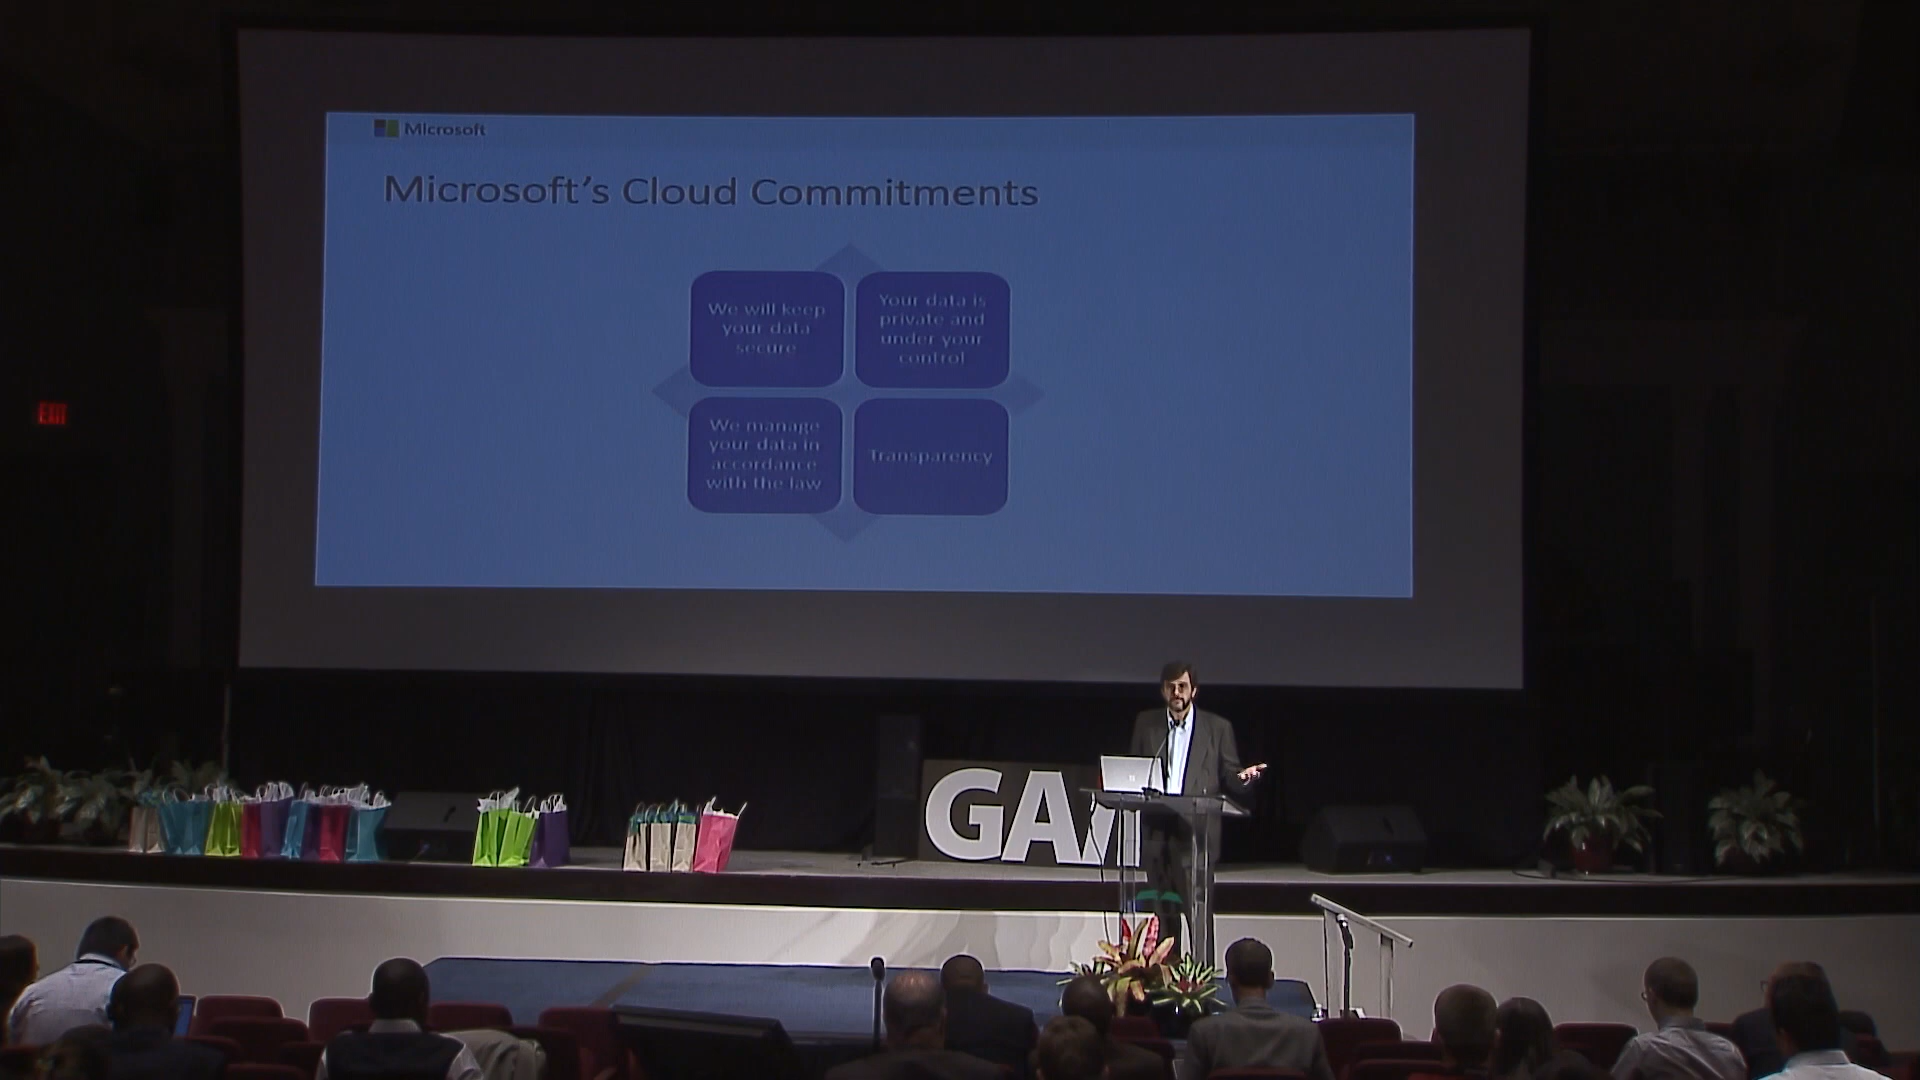 Microsoft
Microsoft's Cloud Commitments
We will keep
your data
secure
Your data is
private and
under your
control
We manage
your data in
accordance
with the law
Transparency
EXIT
GA